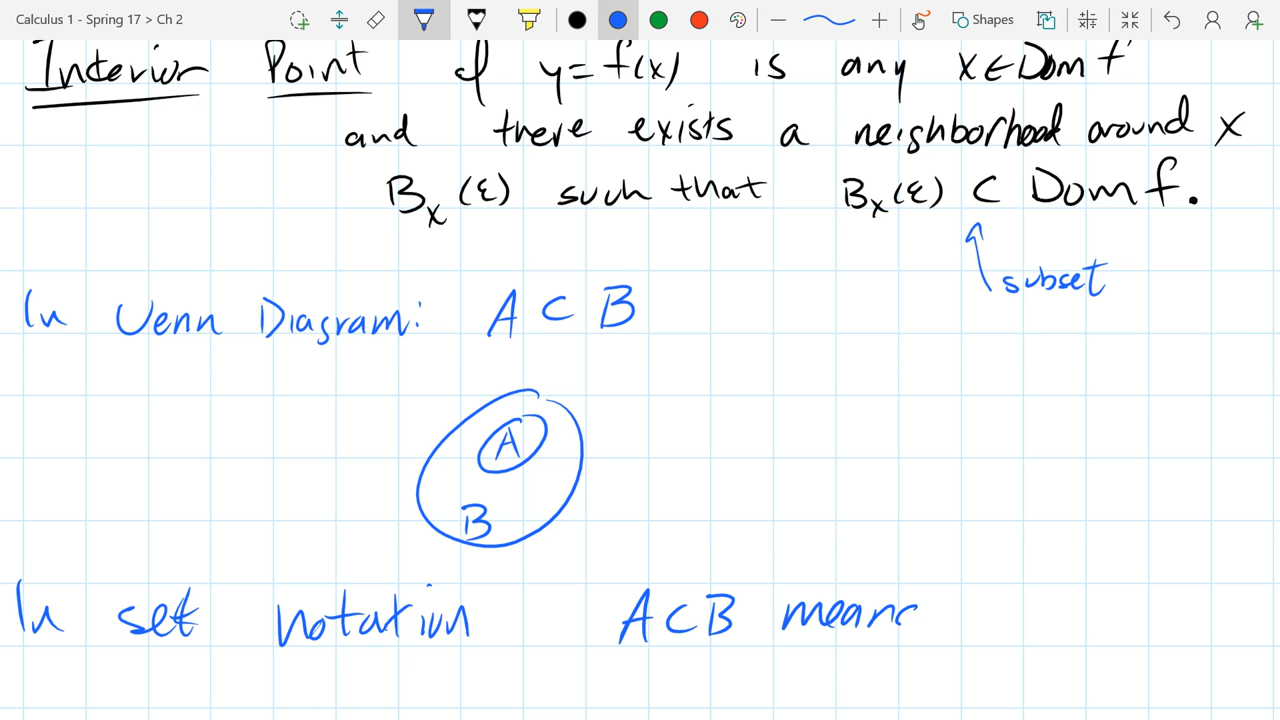 Calculus 1 - Spring 17 > Ch 2
Shapes
Interior Point if y=f(x) is any x∈Dom f
and there exists a neighborhood around x
Bₓ(ε) such that Bₓ(ε) ⊂ Dom f.
subset
In Venn Diagram: A ⊂ B
A
B
In set notation A⊂B means